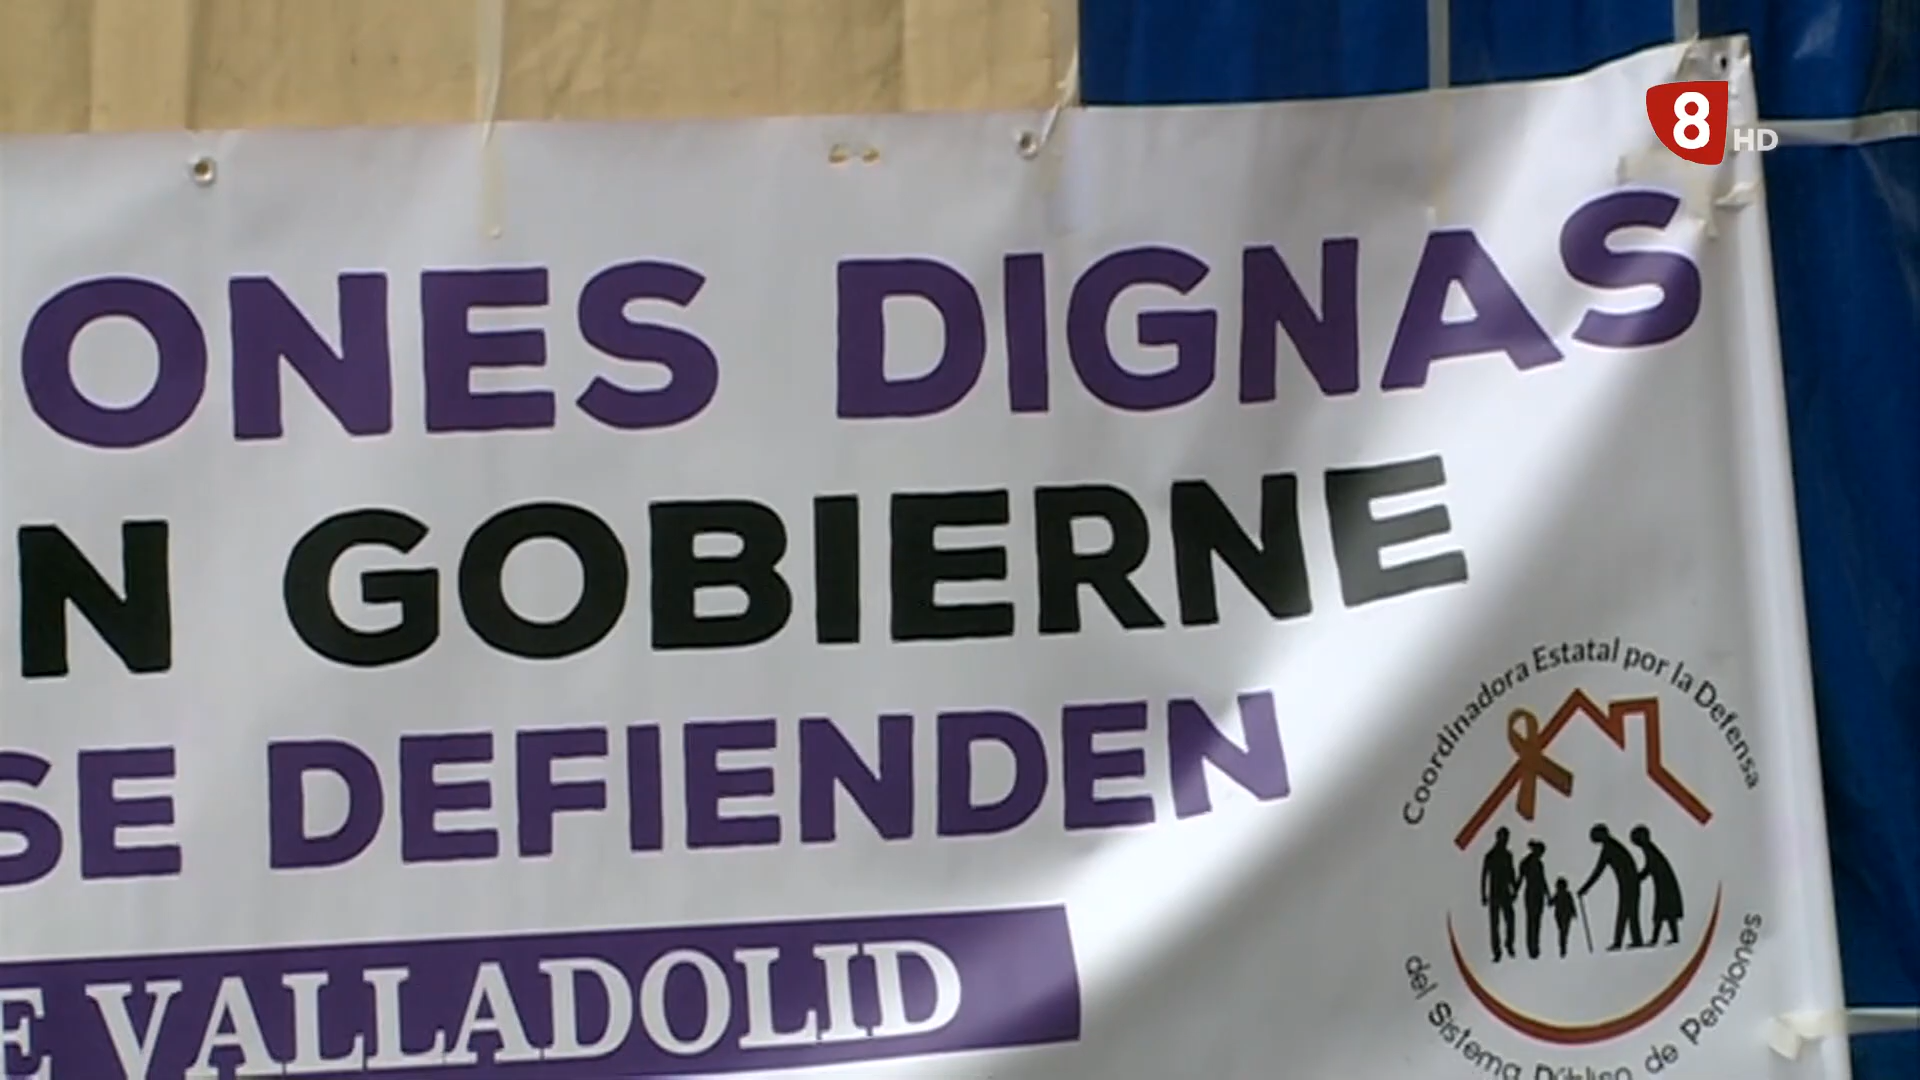 8 HD
ONES DIGNAS
N GOBIERNE
SE DEFIENDEN
E VALLADOLID
Coordinadora Estatal por la Defensa
del Sistema Público de Pensiones